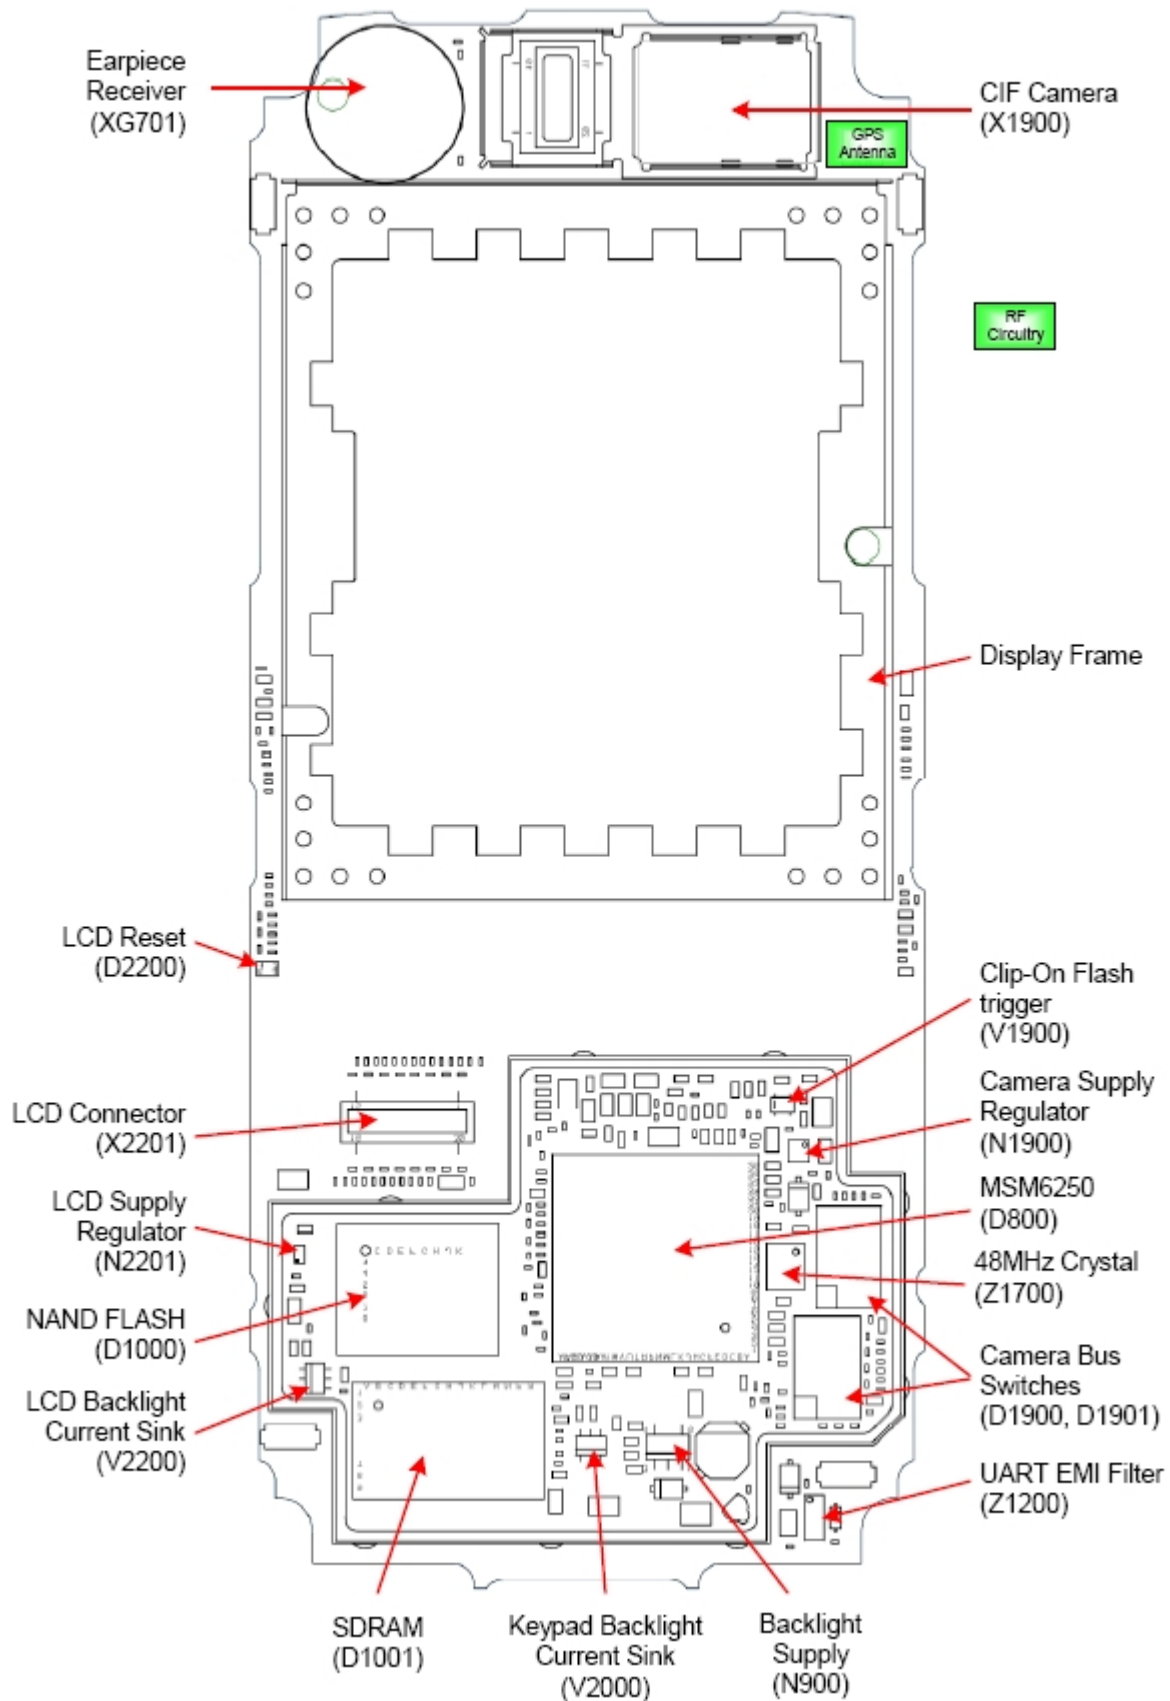 Earpiece
Receiver
(XG701)
CIF Camera
(X1900)
GPS
Antenna
RF
Circuitry
Display Frame
LCD Reset
(D2200)
Clip-On Flash
trigger
(V1900)
Camera Supply
Regulator
(N1900)
LCD Connector
(X2201)
MSM6250
(D800)
LCD Supply
Regulator
(N2201)
48MHz Crystal
(Z1700)
NAND FLASH
(D1000)
Camera Bus
Switches
(D1900, D1901)
LCD Backlight
Current Sink
(V2200)
UART EMI Filter
(Z1200)
SDRAM
(D1001)
Keypad Backlight
Current Sink
(V2000)
Backlight
Supply
(N900)